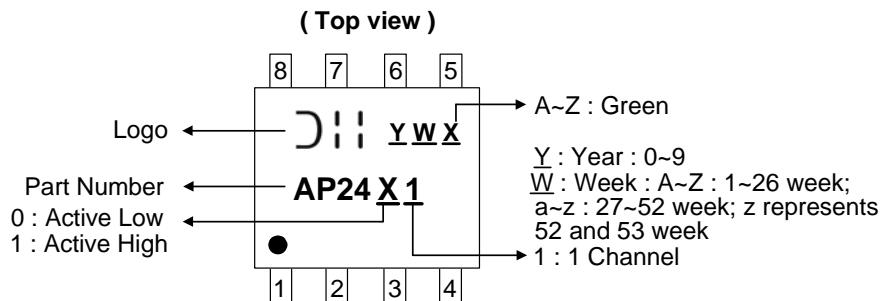 ( Top view )
8 7 6 5
Logo
Y W X
A~Z : Green
Part Number
AP24 X 1
0 : Active Low
1 : Active High
Y : Year : 0~9
W : Week : A~Z : 1~26 week;
a~z : 27~52 week; z represents
52 and 53 week
1 : 1 Channel
1 2 3 4